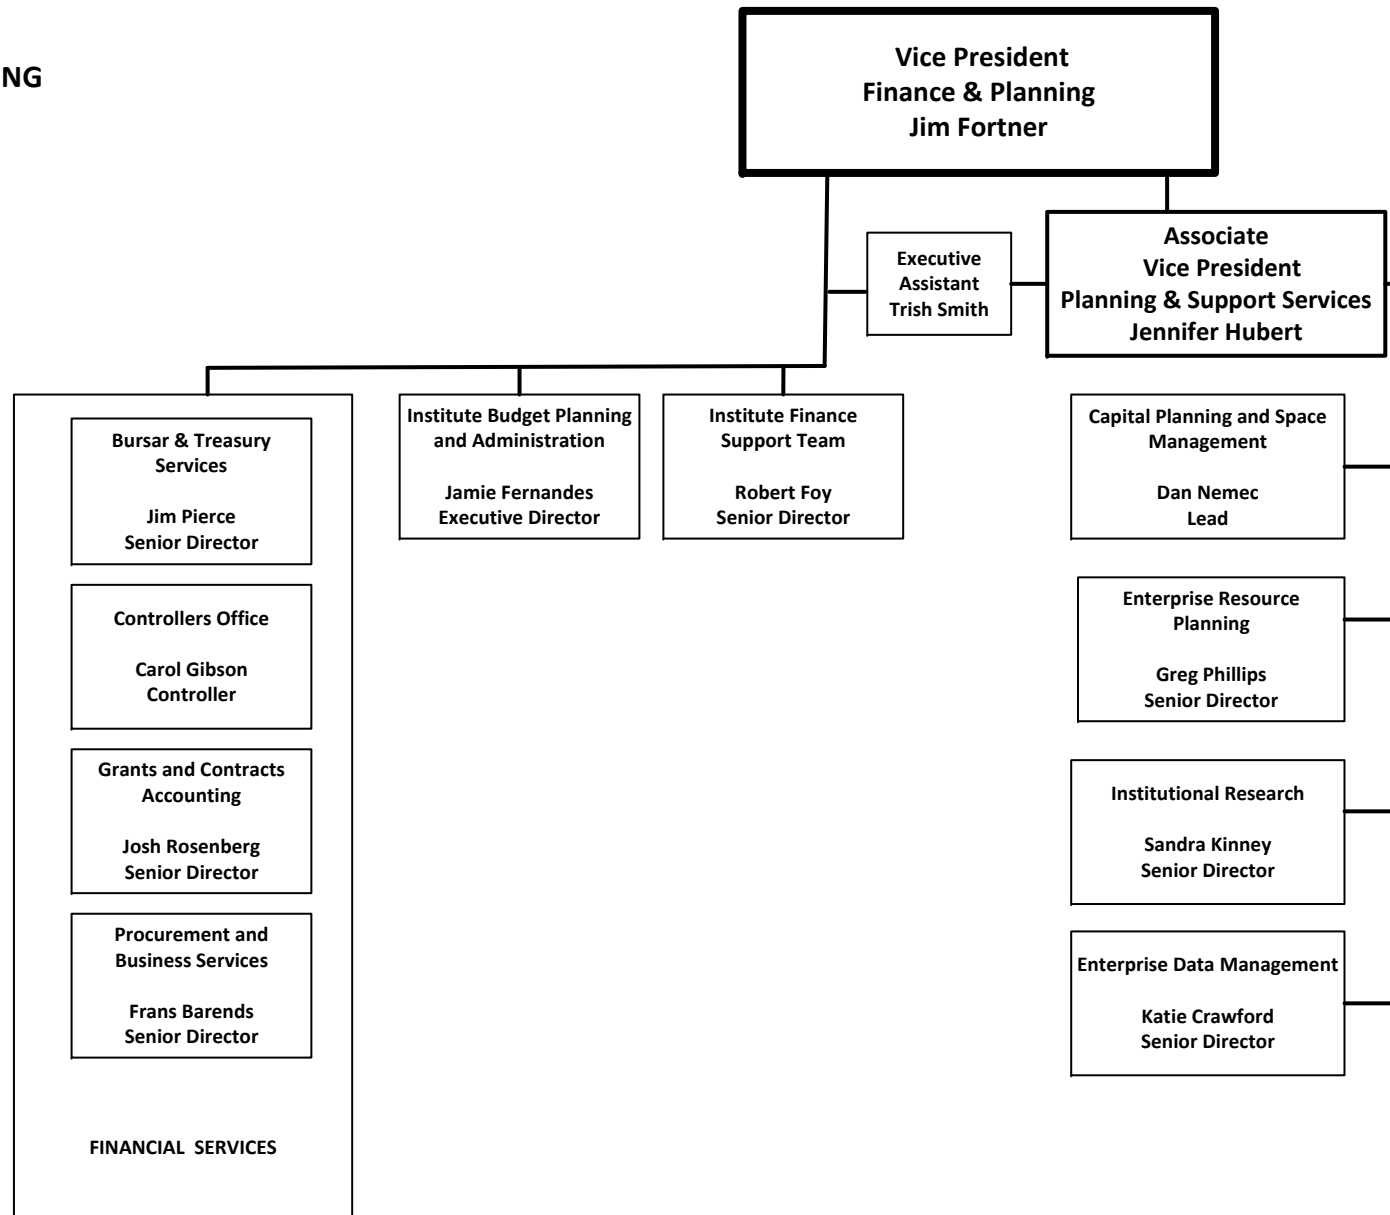 NG
Vice President
Finance & Planning
Jim Fortner
Executive
Assistant
Trish Smith
Associate
Vice President
Planning & Support Services
Jennifer Hubert
Bursar & Treasury
Services
Jim Pierce
Senior Director
Controllers Office
Carol Gibson
Controller
Grants and Contracts
Accounting
Josh Rosenberg
Senior Director
Procurement and
Business Services
Frans Barends
Senior Director
FINANCIAL SERVICES
Institute Budget Planning
and Administration
Jamie Fernandes
Executive Director
Institute Finance
Support Team
Robert Foy
Senior Director
Capital Planning and Space
Management
Dan Nemec
Lead
Enterprise Resource
Planning
Greg Phillips
Senior Director
Institutional Research
Sandra Kinney
Senior Director
Enterprise Data Management
Katie Crawford
Senior Director